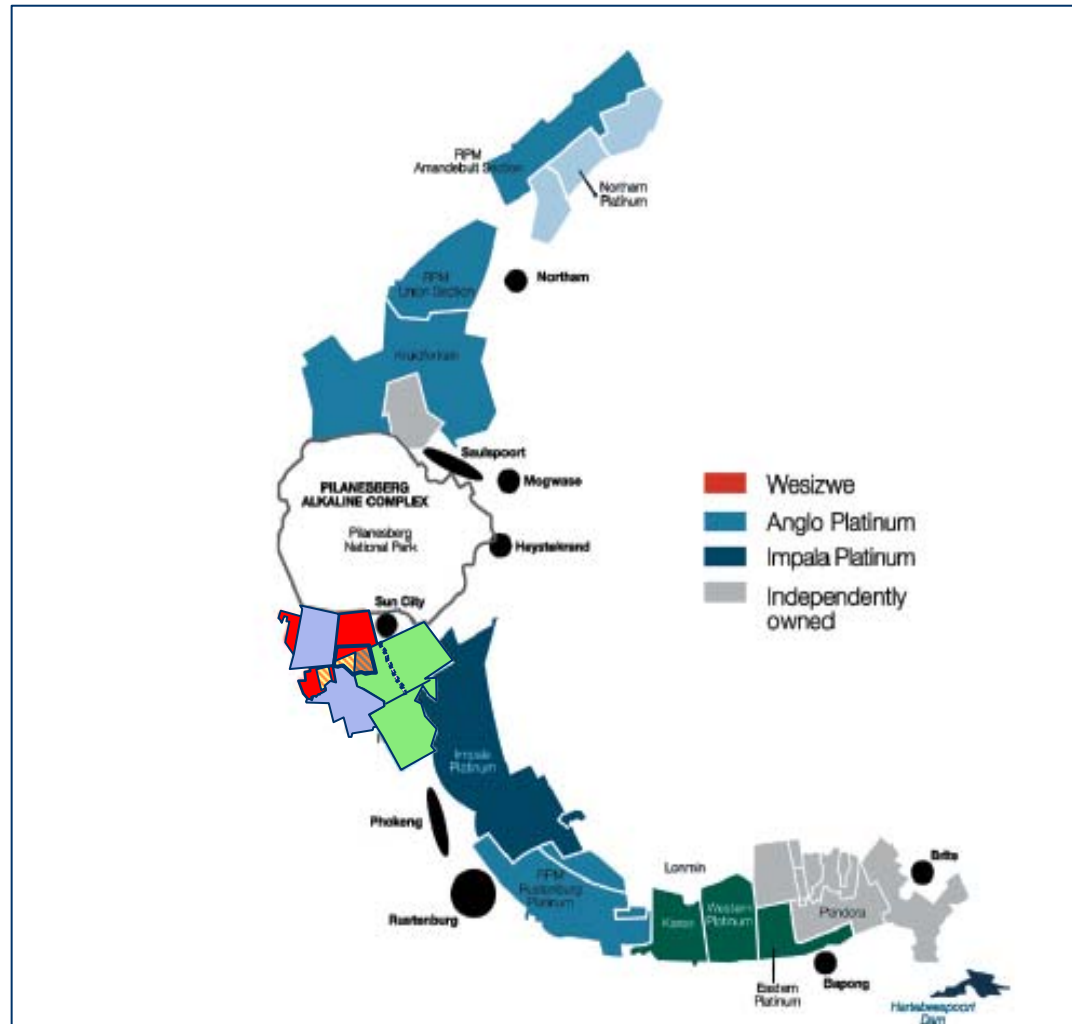 RPM
Amandebult Section
Northam
Platinum
RPM
Union Section
Northam
Saulspoort
Mogwase
PILANESBERG
ALKALINE COMPLEX
Pilanesberg
National Park
Heystekrand
Sun City
Wesizwe
Anglo Platinum
Impala Platinum
Independently
owned
Impala
Platinum
Phokeng
Rustenburg
RPM
Rustenburg
Platinum
Lonmin
Karee
Western
Platinum
Eastern
Platinum
Pandora
Brits
Bapong
Hartebeespoort
Dam